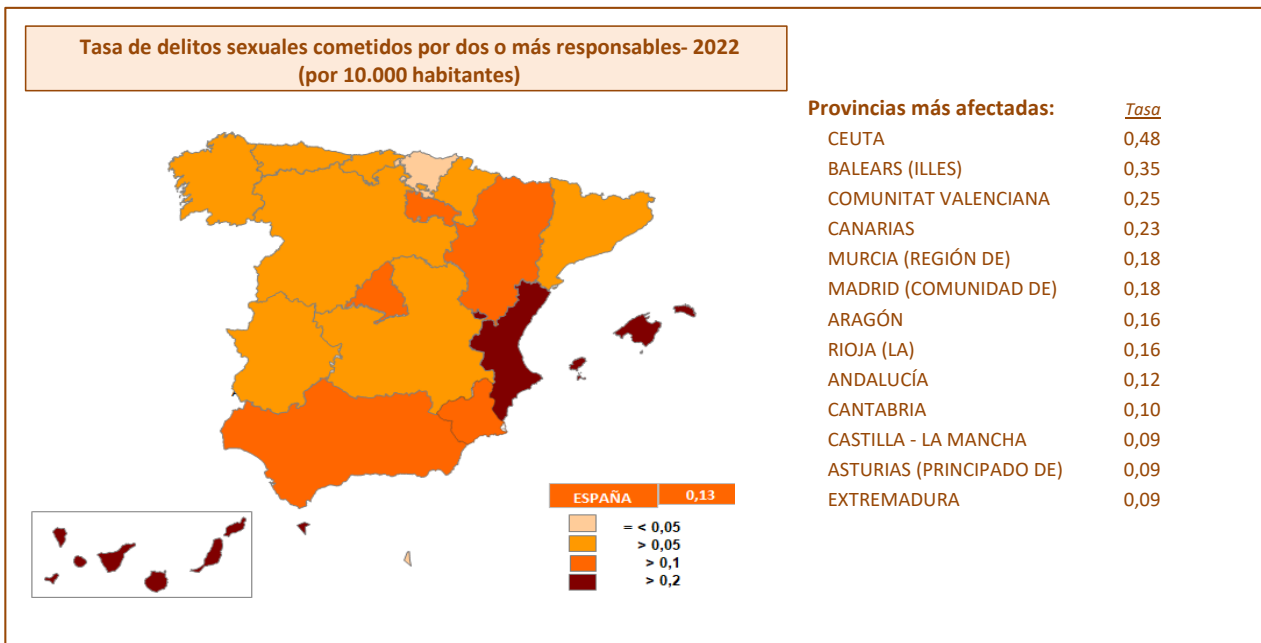 Tasa de delitos sexuales cometidos por dos o más responsables- 2022
(por 10.000 habitantes)
Provincias más afectadas: Tasa
CEUTA 0,48
BALEARS (ILLES) 0,35
COMUNITAT VALENCIANA 0,25
CANARIAS 0,23
MURCIA (REGIÓN DE) 0,18
MADRID (COMUNIDAD DE) 0,18
ARAGÓN 0,16
RIOJA (LA) 0,16
ANDALUCÍA 0,12
CANTABRIA 0,10
CASTILLA - LA MANCHA 0,09
ASTURIAS (PRINCIPADO DE) 0,09
EXTREMADURA 0,09
ESPAÑA 0,13
= < 0,05
> 0,05
> 0,1
> 0,2